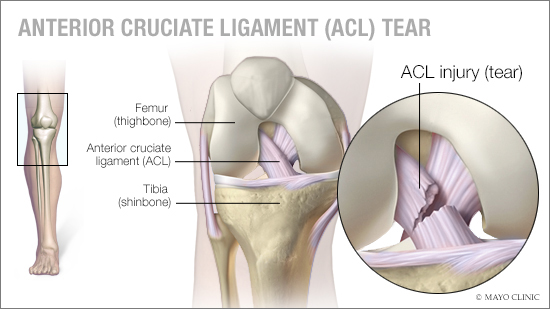 ANTERIOR CRUCIATE LIGAMENT (ACL) TEAR
ACL injury (tear)
Femur
(thighbone)
Anterior cruciate
ligament (ACL)
Tibia
(shinbone)
© MAYO CLINIC